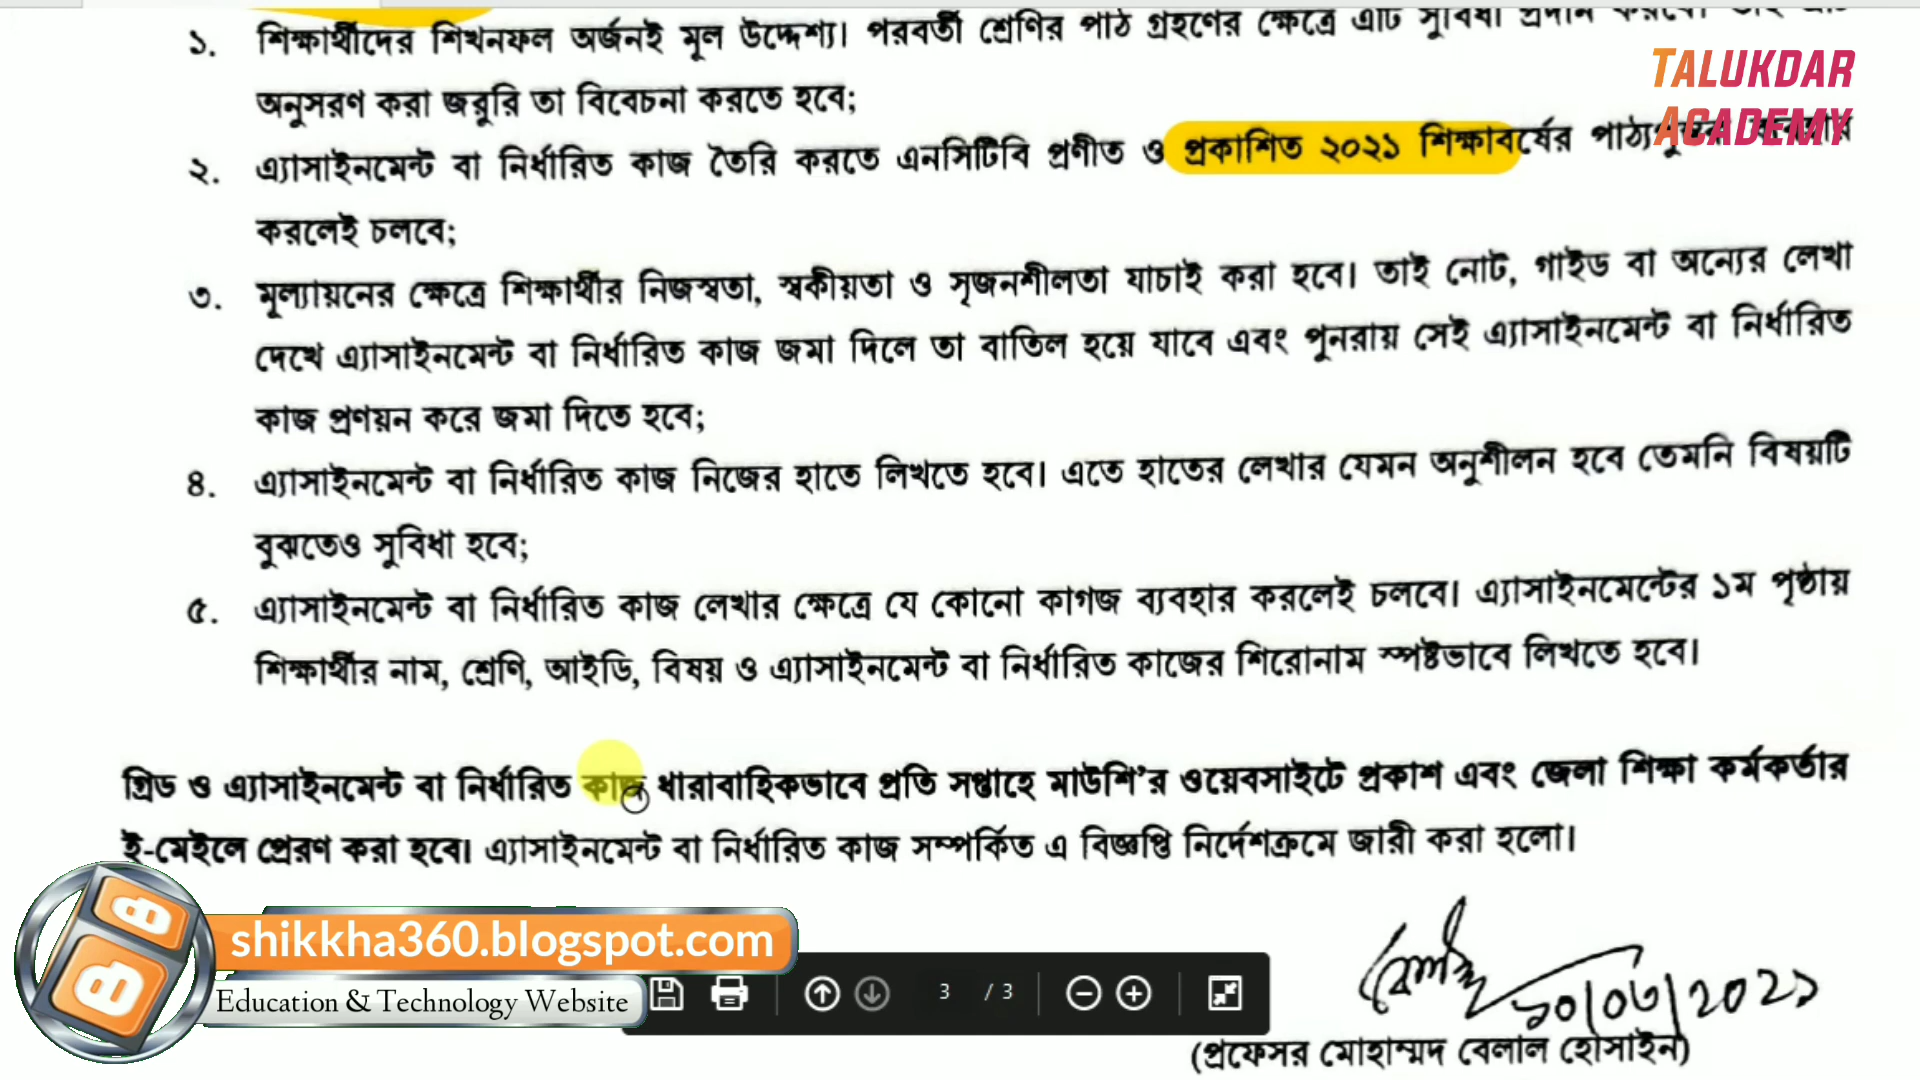 ১. শিক্ষার্থীদের শিখনফল অর্জনই মূল উদ্দেশ্য। পরবর্তী শ্রেণির পাঠ গ্রহণের ক্ষেত্রে এটি সুবিধা প্রদান করবে। তাই এটি
অনুসরণ করা জরুরি তা বিবেচনা করতে হবে;
২. এ্যাসাইনমেন্ট বা নির্ধারিত কাজ তৈরি করতে এনসিটিবি প্রণীত ও প্রকাশিত ২০২১ শিক্ষাবর্ষের
করলেই চলবে;
৩. মূল্যায়নের ক্ষেত্রে শিক্ষার্থীর নিজস্বতা, স্বকীয়তা ও সৃজনশীলতা যাচাই করা হবে। তাই নোট, গাইড বা অন্যের লেখা
দেখে এ্যাসাইনমেন্ট বা নির্ধারিত কাজ জমা দিলে তা বাতিল হয়ে যাবে এবং পুনরায় সেই এ্যাসাইনমেন্ট বা নির্ধারিত
কাজ প্রণয়ন করে জমা দিতে হবে;
৪. এ্যাসাইনমেন্ট বা নির্ধারিত কাজ নিজের হাতে লিখতে হবে। এতে হাতের লেখার যেমন অনুশীলন হবে তেমনি বিষয়টি
বুঝতেও সুবিধা হবে;
৫. এ্যাসাইনমেন্ট বা নির্ধারিত কাজ লেখার ক্ষেত্রে যে কোনো কাগজ ব্যবহার করলেই চলবে। এ্যাসাইনমেন্টের ১ম পৃষ্ঠায়
শিক্ষার্থীর নাম, শ্রেণি, আইডি, বিষয় ও এ্যাসাইনমেন্ট বা নির্ধারিত কাজের শিরোনাম স্পষ্টভাবে লিখতে হবে।
গ্রিড ও এ্যাসাইনমেন্ট বা নির্ধারিত কাজ ধারাবাহিকভাবে প্রতি সপ্তাহে মাউশি’র ওয়েবসাইটে প্রকাশ এবং জেলা শিক্ষা কর্মকর্তার
ই-মেইলে প্রেরণ করা হবে। এ্যাসাইনমেন্ট বা নির্ধারিত কাজ সম্পর্কিত এ বিজ্ঞপ্তি নির্দেশক্রমে জারী করা হলো।
১০/০৩/২০২১
(প্রফেসর মোহাম্মদ বেলাল হোসাইন)
TALUKDAR
ACADEMY
shikkha360.blogspot.com
Education & Technology Website
3 / 3